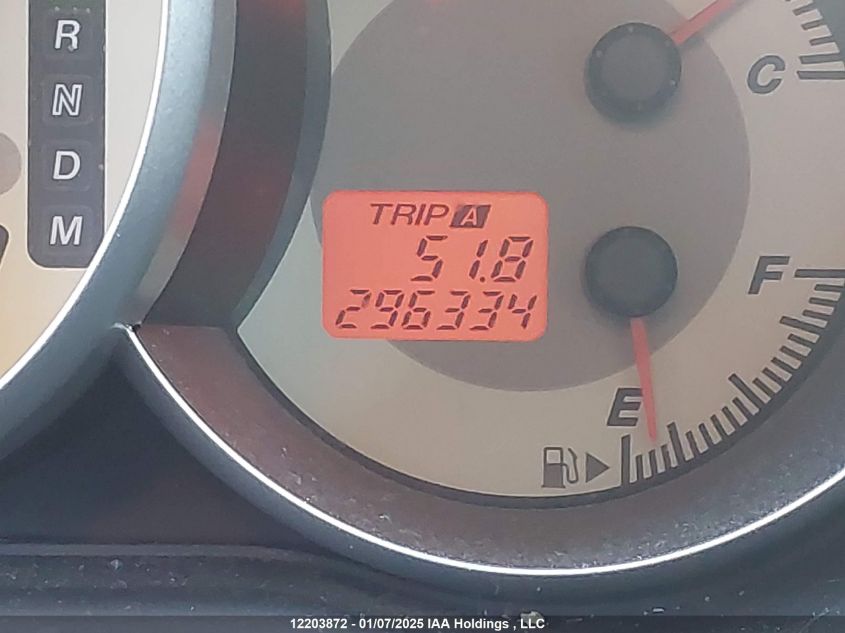 R
N
D
M
C
TRIP A
51.8
296334
F
E
12203872 - 01/07/2025 IAA Holdings , LLC